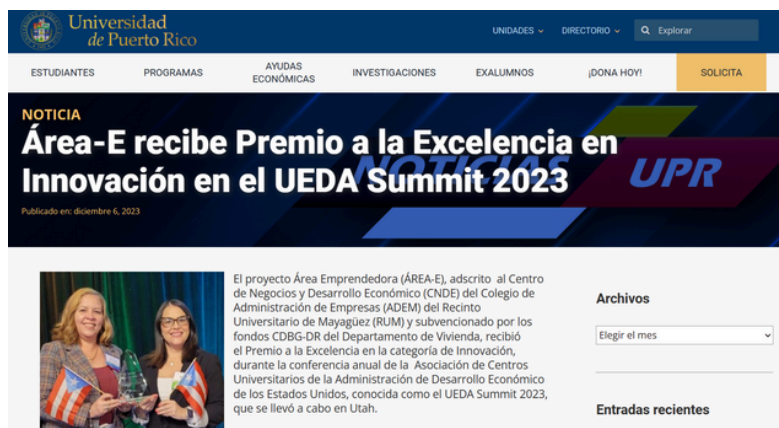 Universidad
de Puerto Rico
UNIDADES
DIRECTORIO
Explorar
ESTUDIANTES
PROGRAMAS
AYUDAS
ECONÓMICAS
INVESTIGACIONES
EXALUMNOS
¡DONA HOY!
SOLICITA
NOTICIA
Área-E recibe Premio a la Excelencia en
Innovación en el UEDA Summit 2023
NOTICIAS
UPR
Publicado en: diciembre 6, 2023
El proyecto Área Emprendedora (ÁREA-E), adscrito al Centro
de Negocios y Desarrollo Económico (CNDE) del Colegio de
Administración de Empresas (ADEM) del Recinto
Universitario de Mayagüez (RUM) y subvencionado por los
fondos CDBG-DR del Departamento de Vivienda, recibió
el Premio a la Excelencia en la categoría de Innovación,
durante la conferencia anual de la Asociación de Centros
Universitarios de la Administración de Desarrollo Económico
de los Estados Unidos, conocida como el UEDA Summit 2023,
que se llevó a cabo en Utah.
Archivos
Elegir el mes
Entradas recientes